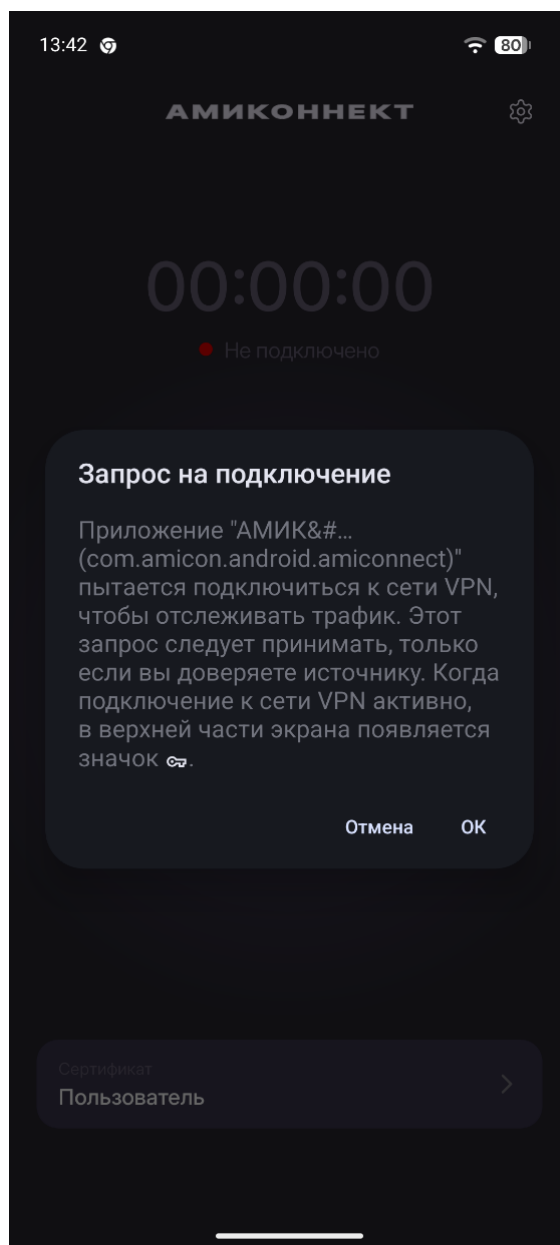 13:42
80
АМИКОННЕКТ
00:00:00
Не подключено
Запрос на подключение
Приложение "АМИК&#...
(com.amicon.android.amiconnect)"
пытается подключиться к сети VPN,
чтобы отслеживать трафик. Этот
запрос следует принимать, только
если вы доверяете источнику. Когда
подключение к сети VPN активно,
в верхней части экрана появляется
значок .
Отмена
ОК
Сертификат
Пользователь